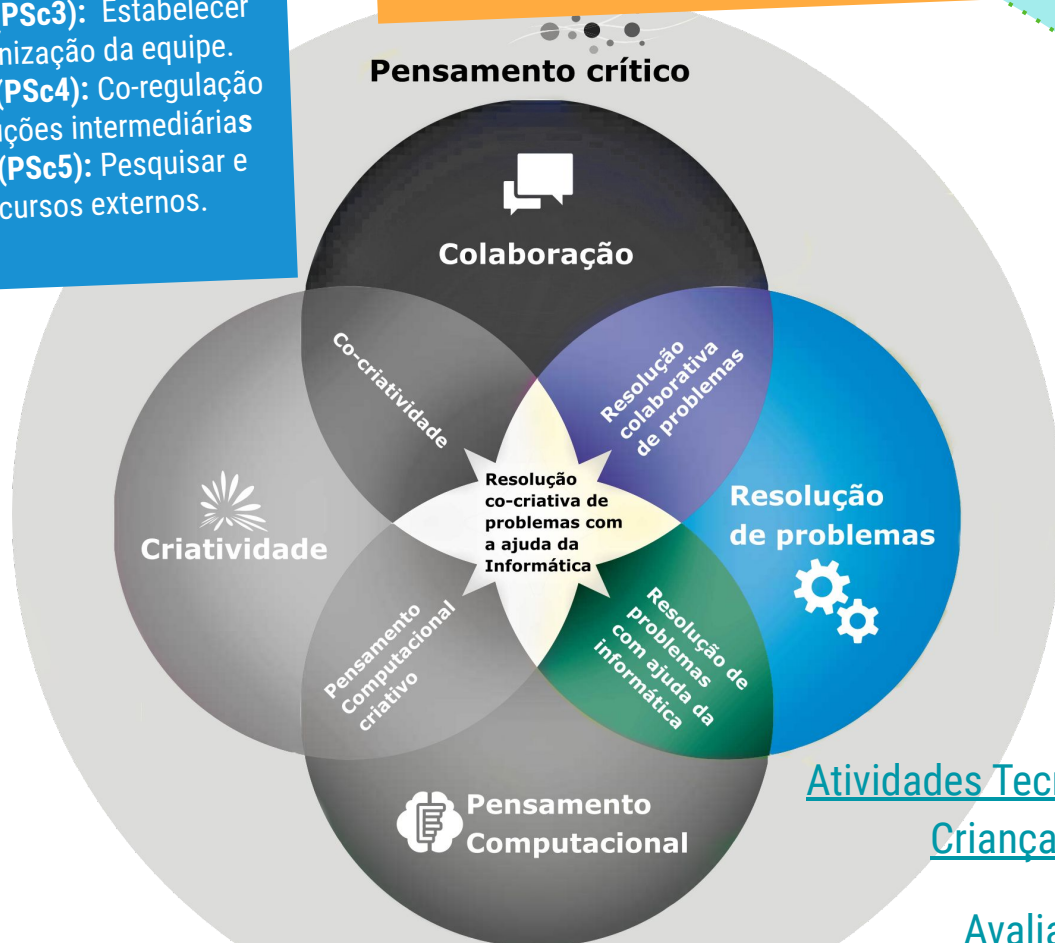 (PSc3): Estabelecer
nização da equipe.
(PSc4): Co-regulação
ções intermediárias
(PSc5): Pesquisar e
cursos externos.
Pensamento crítico
Colaboração
Co-criatividade
Resolução
colaborativa
de problemas
Criatividade
Resolução
co-criativa de
problemas com
a ajuda da
Informática
Resolução
de problemas
Pensamento
Computacional
criativo
Resolução de
problemas
com ajuda da
informática
Pensamento
Computacional
Atividades Tec
Criança
Avalia